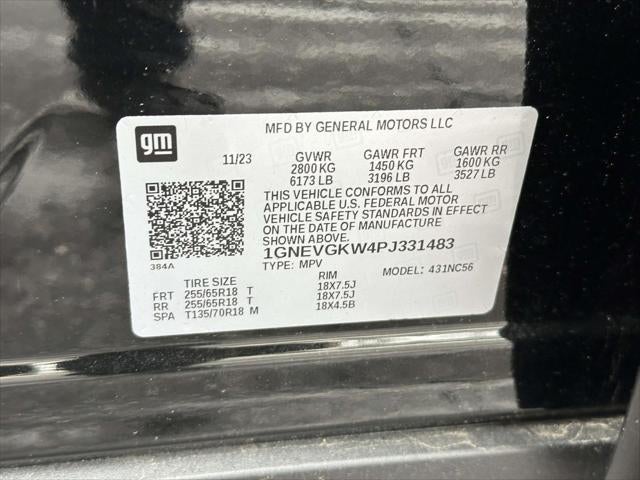 gm
MFD BY GENERAL MOTORS LLC
11/23 GVWR GAWR FRT GAWR RR
2800 KG 1450 KG 1600 KG
6173 LB 3196 LB 3527 LB
THIS VEHICLE CONFORMS TO ALL
APPLICABLE U.S. FEDERAL MOTOR
VEHICLE SAFETY STANDARDS IN EFFECT
ON THE DATE OF MANUFACTURE
SHOWN ABOVE.
1GNEVGKW4PJ331483
384A
TYPE: MPV MODEL: 431NC56
TIRE SIZE RIM
FRT 255/65R18 T 18X7.5J
RR 255/65R18 T 18X7.5J
SPA T135/70R18 M 18X4.5B